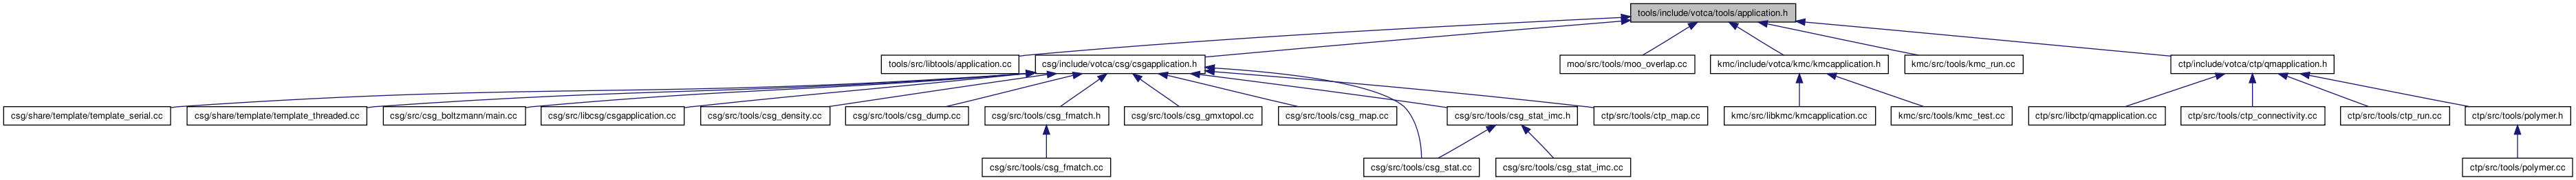 tools/include/votca/tools/application.h
tools/src/libtools/application.cc
csg/include/votca/csg/csgapplication.h
moo/src/tools/moo_overlap.cc
kmc/include/votca/kmc/kmcapplication.h
kmc/src/tools/kmc_run.cc
ctp/include/votca/ctp/qmapplication.h
csg/share/template/template_serial.cc
csg/share/template/template_threaded.cc
csg/src/csg_boltzmann/main.cc
csg/src/libcsg/csgapplication.cc
csg/src/tools/csg_density.cc
csg/src/tools/csg_dump.cc
csg/src/tools/csg_fmatch.h
csg/src/tools/csg_gmxtopol.cc
csg/src/tools/csg_map.cc
csg/src/tools/csg_stat_imc.h
ctp/src/tools/ctp_map.cc
kmc/src/libkmc/kmcapplication.cc
kmc/src/tools/kmc_test.cc
ctp/src/libctp/qmapplication.cc
ctp/src/tools/ctp_connectivity.cc
ctp/src/tools/ctp_run.cc
ctp/src/tools/polymer.h
csg/src/tools/csg_fmatch.cc
csg/src/tools/csg_stat.cc
csg/src/tools/csg_stat_imc.cc
ctp/src/tools/polymer.cc